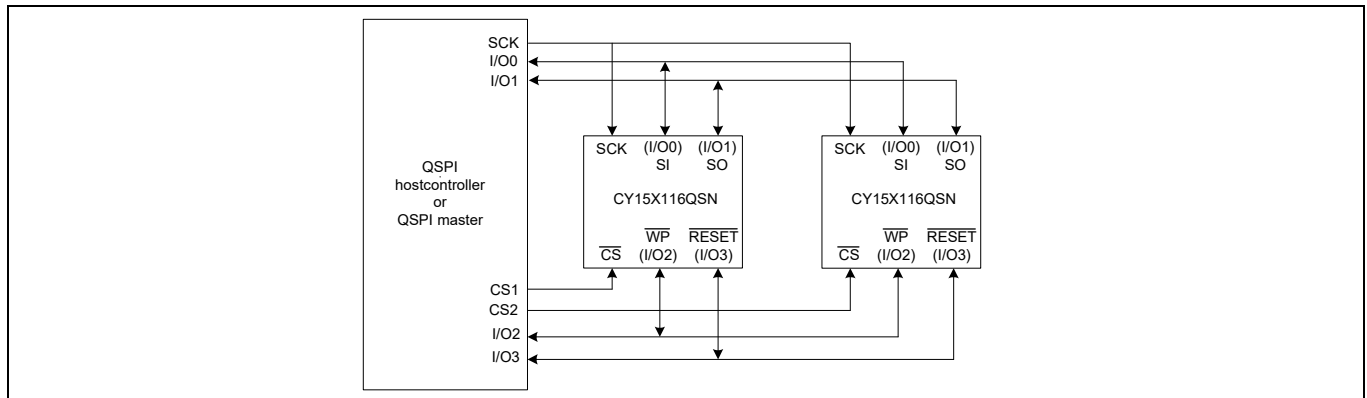 SCK
I/O0
I/O1
QSPI
hostcontroller
or
QSPI master
CS1
CS2
I/O2
I/O3
SCK (I/O0) (I/O1)
SI SO
CY15X116QSN
WP RESET
CS (I/O2) (I/O3)
SCK (I/O0) (I/O1)
SI SO
CY15X116QSN
WP RESET
CS (I/O2) (I/O3)